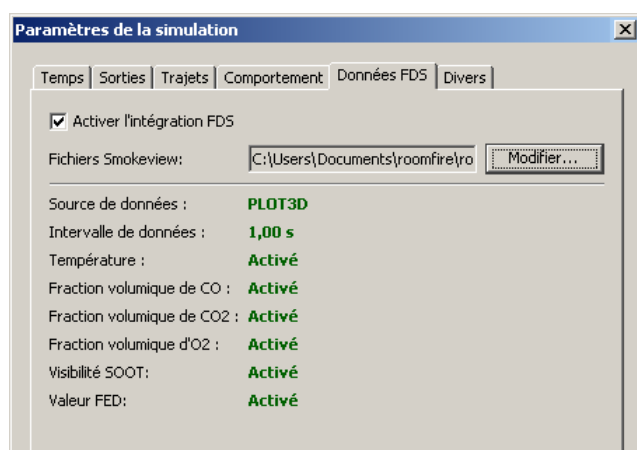 Paramètres de la simulation
Temps Sorties Trajets Comportement Données FDS Divers
Activer l'intégration FDS
Fichiers Smokeview: C:\Users\Documents\roomfire\ro Modifier...
Source de données : PLOT3D
Intervalle de données : 1,00 s
Température : Activé
Fraction volumique de CO : Activé
Fraction volumique de CO2 : Activé
Fraction volumique d'O2 : Activé
Visibilité SOOT: Activé
Valeur FED: Activé